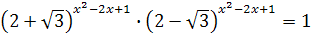 (2 + √3)^(x² − 2x + 1) · (2 − √3)^(x² − 2x + 1) = 1